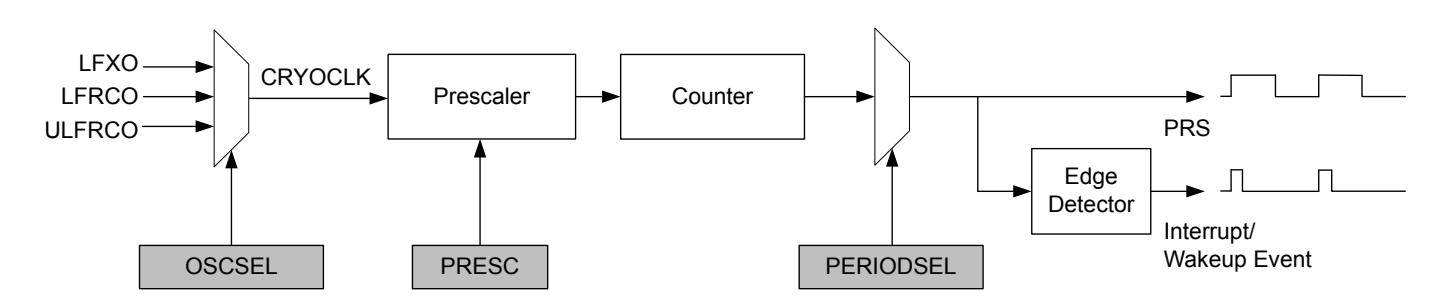 LFXO
LFRCO
ULFRCO
CRYOCLK
Prescaler
Counter
PRS
Edge
Detector
Interrupt/
Wakeup Event
OSCSEL
PRESC
PERIODSEL